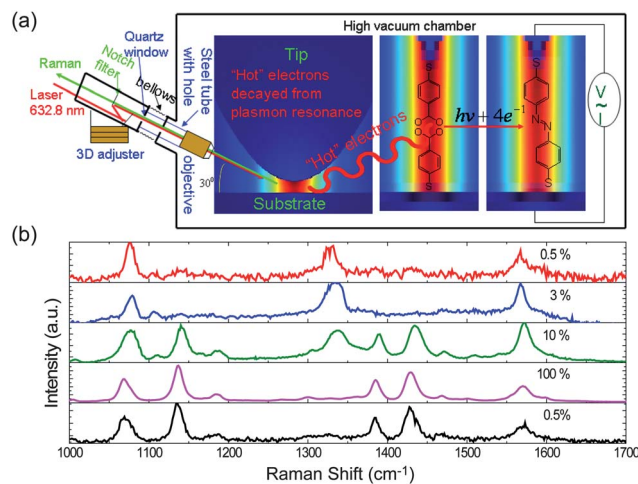 (a)
High vacuum chamber
Raman
Notch
filter
Quartz
window
bellows
Steel tube
with hole
Laser
632.8 nm
3D adjuster
objective
30°
Tip
"Hot" electrons
decayed from
plasmon resonance
Substrate
"Hot" electrons
S
O O
O O
S
hν + 4e⁻¹
S
N
N
S
V
~
I
(b)
Intensity (a.u.)
0.5 %
3 %
10 %
100 %
0.5%
1000 1100 1200 1300 1400 1500 1600 1700
Raman Shift (cm⁻¹)